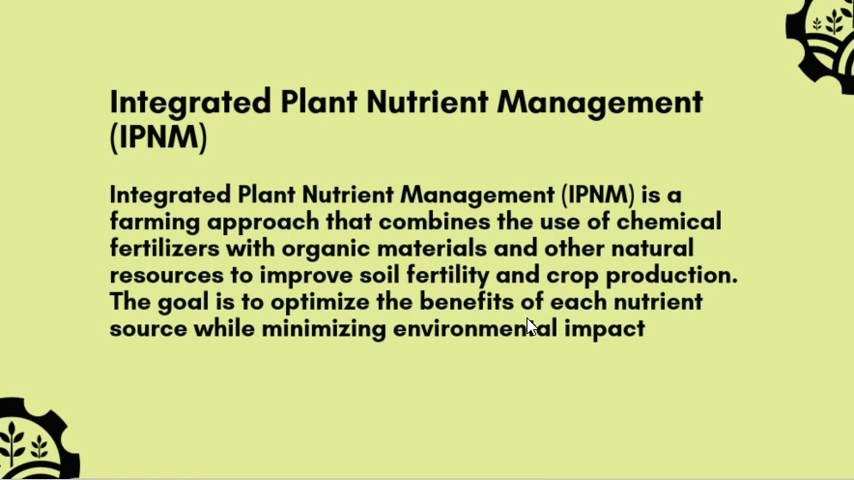 Integrated Plant Nutrient Management
(IPNM)
Integrated Plant Nutrient Management (IPNM) is a
farming approach that combines the use of chemical
fertilizers with organic materials and other natural
resources to improve soil fertility and crop production.
The goal is to optimize the benefits of each nutrient
source while minimizing environmental impact